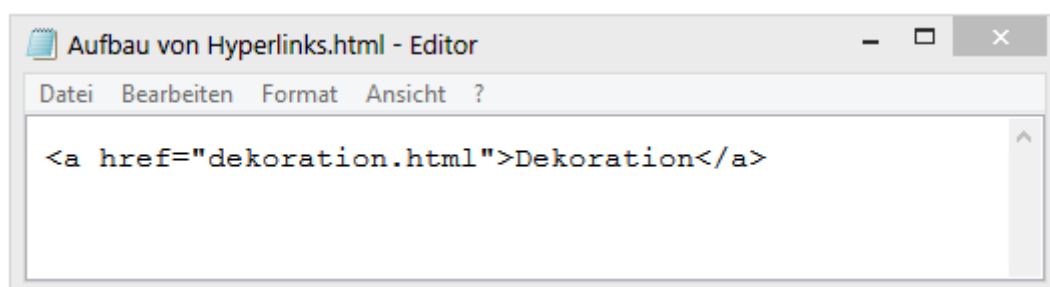 Aufbau von Hyperlinks.html - Editor
Datei Bearbeiten Format Ansicht ?
<a href="dekoration.html">Dekoration</a>